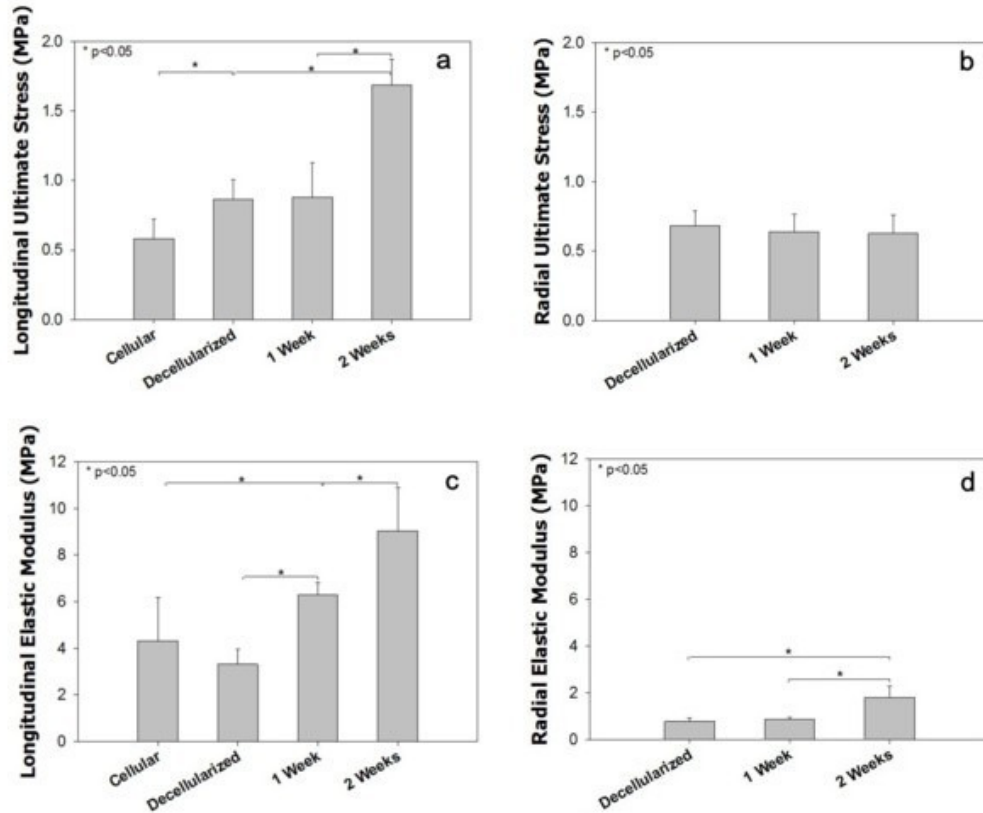 Longitudinal Ultimate Stress (MPa)
2.0
1.5
1.0
0.5
0.0
* p<0.05
a
*
*
*
Cellular
Decellularized
1 Week
2 Weeks
Radial Ultimate Stress (MPa)
2.0
1.5
1.0
0.5
0.0
* p<0.05
b
Decellularized
1 Week
2 Weeks
Longitudinal Elastic Modulus (MPa)
12
10
8
6
4
2
0
* p<0.05
c
*
*
*
Cellular
Decellularized
1 Week
2 Weeks
Radial Elastic Modulus (MPa)
12
10
8
6
4
2
0
* p<0.05
d
*
*
Decellularized
1 Week
2 Weeks